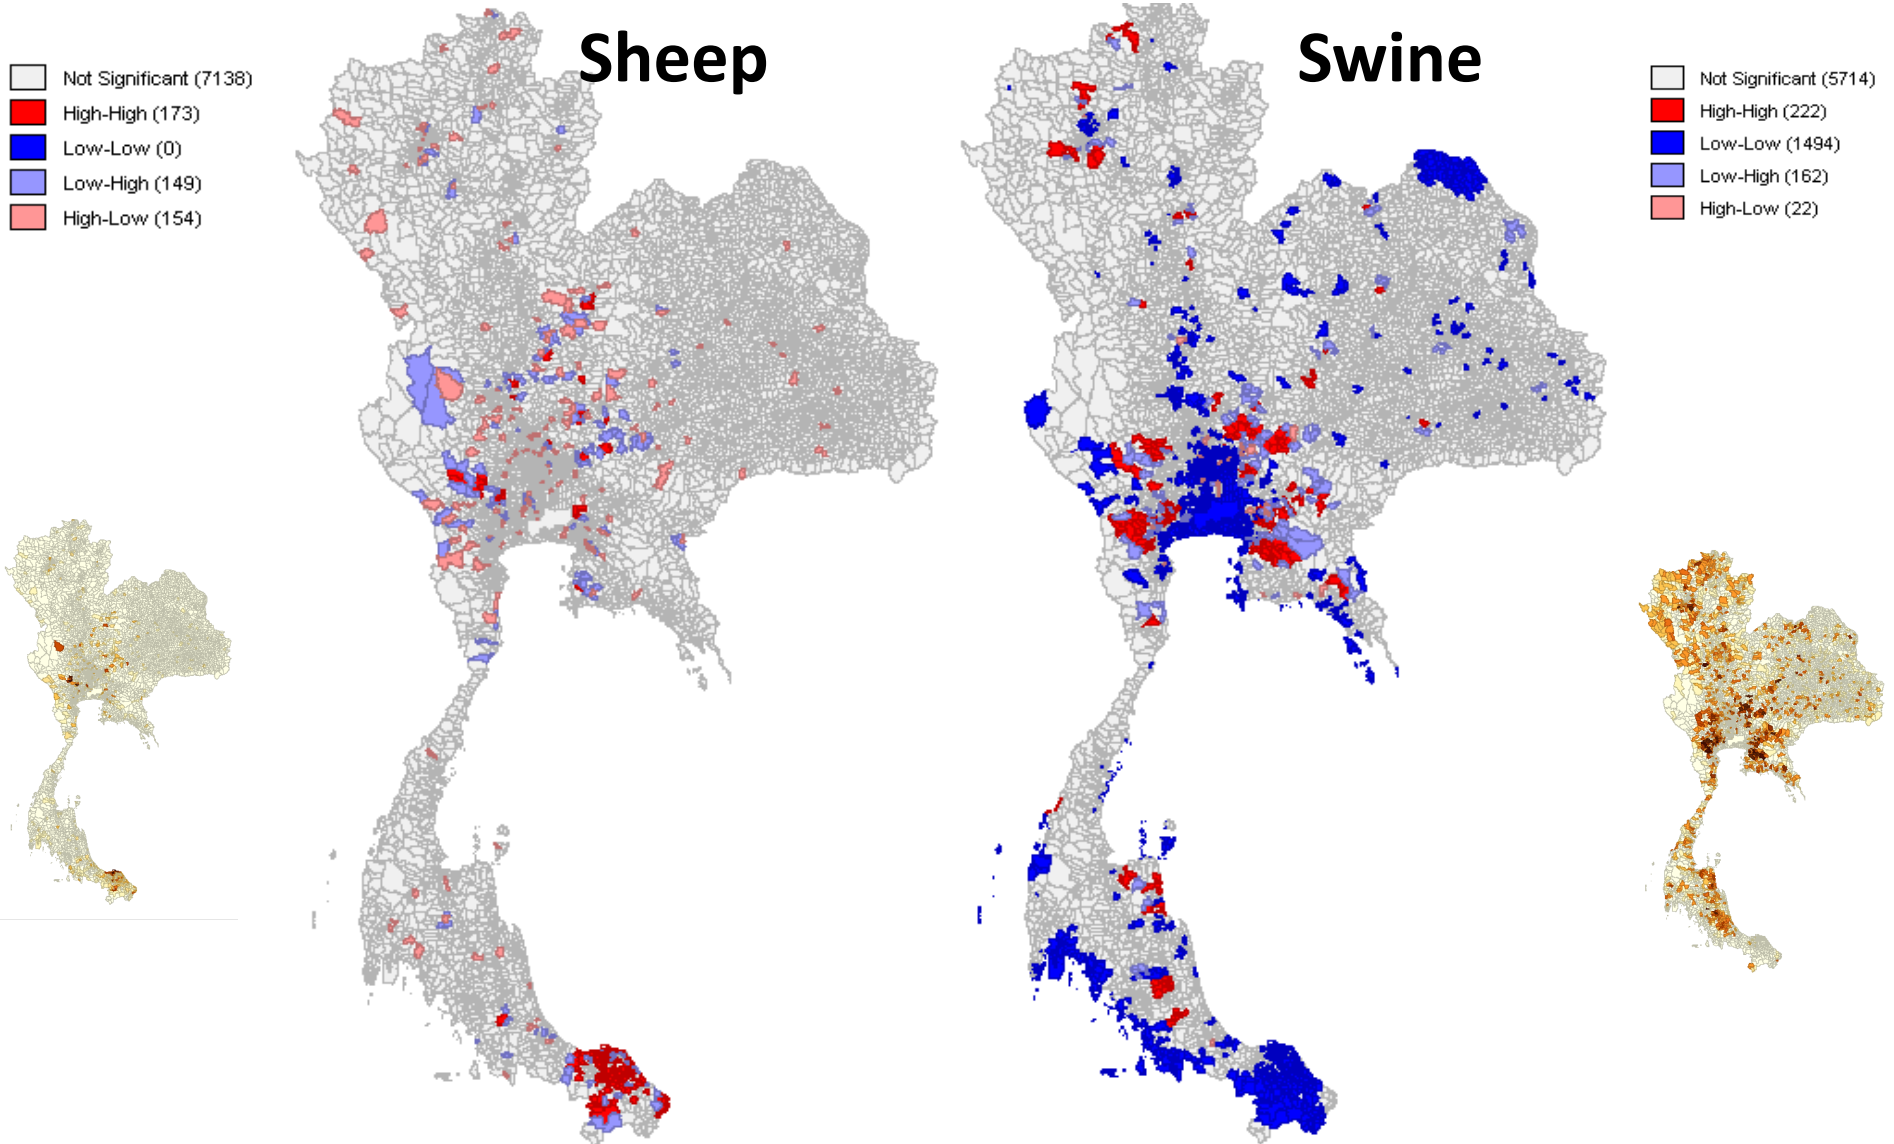 Sheep
Swine
Not Significant (7138)
High-High (173)
Low-Low (0)
Low-High (149)
High-Low (154)
Not Significant (5714)
High-High (222)
Low-Low (1494)
Low-High (162)
High-Low (22)